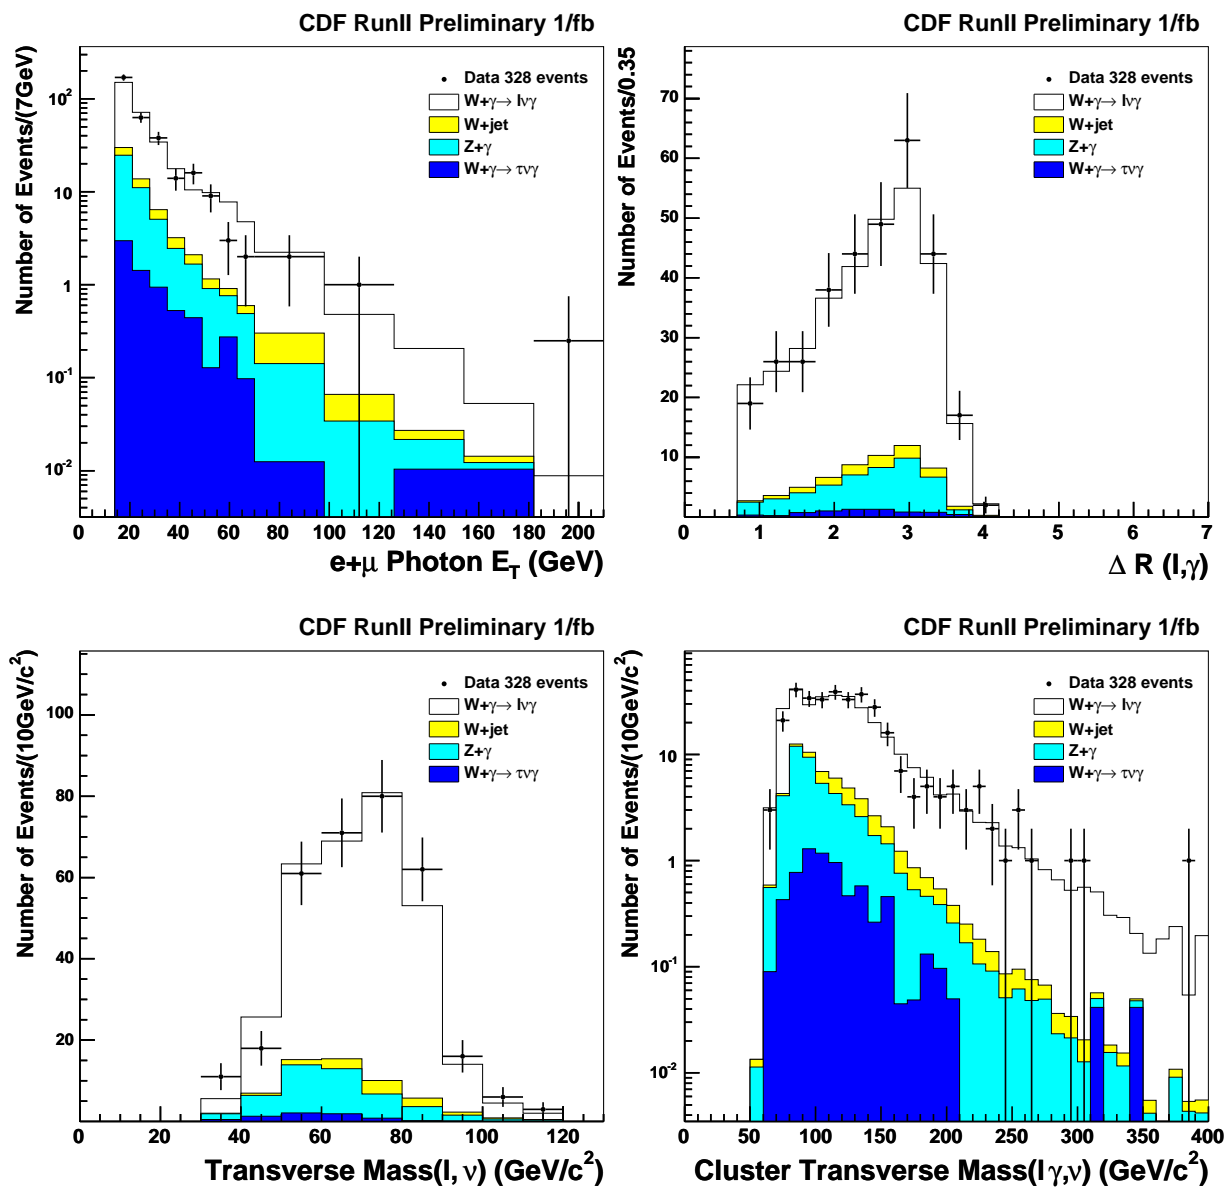 CDF RunII Preliminary 1/fb
Number of Events/(7GeV)
Data 328 events
W+γ→ lνγ
W+jet
Z+γ
W+γ→ τνγ
10²
10
1
10⁻¹
10⁻²
0 20 40 60 80 100 120 140 160 180 200
e+μ Photon E_T (GeV)
CDF RunII Preliminary 1/fb
Number of Events/0.35
Data 328 events
W+γ→ lνγ
W+jet
Z+γ
W+γ→ τνγ
70
60
50
40
30
20
10
0 1 2 3 4 5 6 7
Δ R (l,γ)
CDF RunII Preliminary 1/fb
Number of Events/(10GeV/c²)
Data 328 events
W+γ→ lνγ
W+jet
Z+γ
W+γ→ τνγ
100
80
60
40
20
0 20 40 60 80 100 120
Transverse Mass(l, ν) (GeV/c²)
CDF RunII Preliminary 1/fb
Number of Events/(10GeV/c²)
Data 328 events
W+γ→ lνγ
W+jet
Z+γ
W+γ→ τνγ
10
1
10⁻¹
10⁻²
0 50 100 150 200 250 300 350 400
Cluster Transverse Mass(l γ,ν) (GeV/c²)